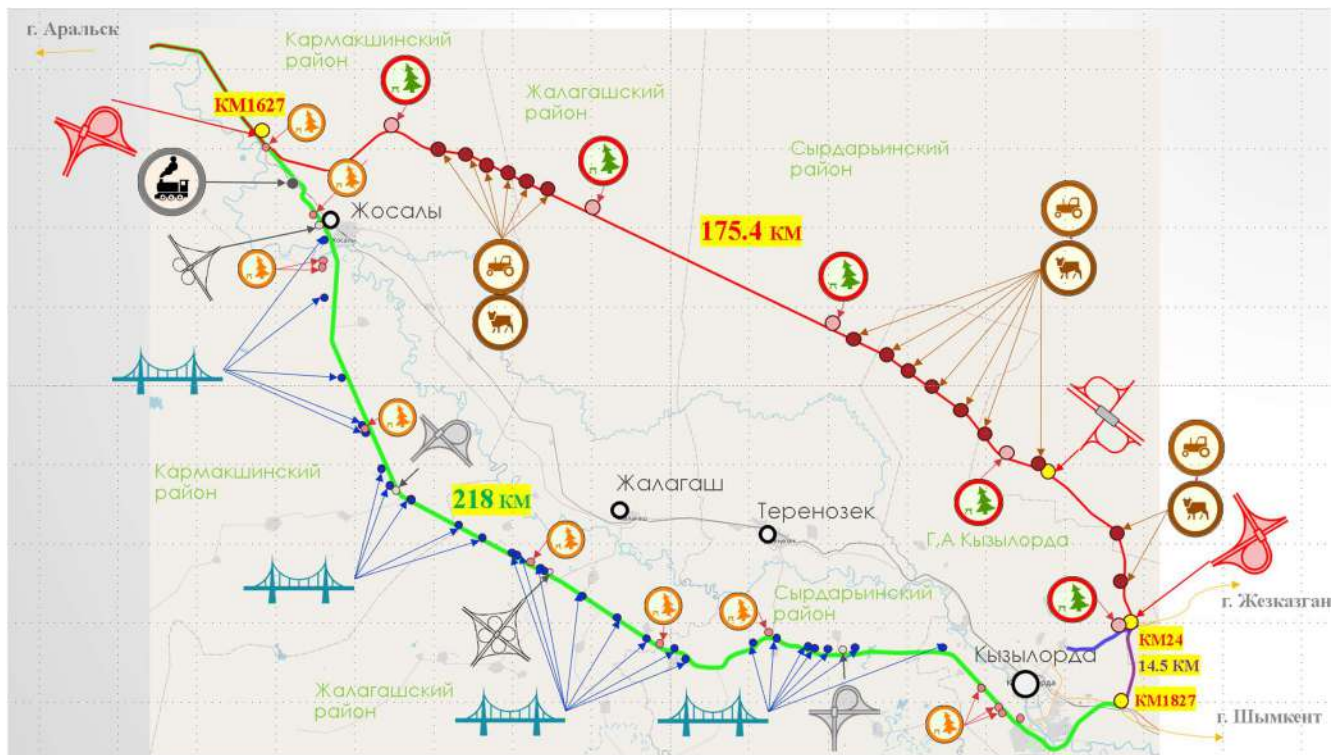 г. Аральск
Кармакшинский
район
КМ1627
Жалагашский
район
Сырдарьинский
район
Жосалы
175.4 КМ
Кармакшинский
район
218 КМ
Жалагаш
Теренозек
Г,А Кызылорда
Сырдарьинский
район
г. Жезказган
КМ24
14.5 КМ
Кызылорда
КМ1827
Жалагашский
район
г. Шымкент